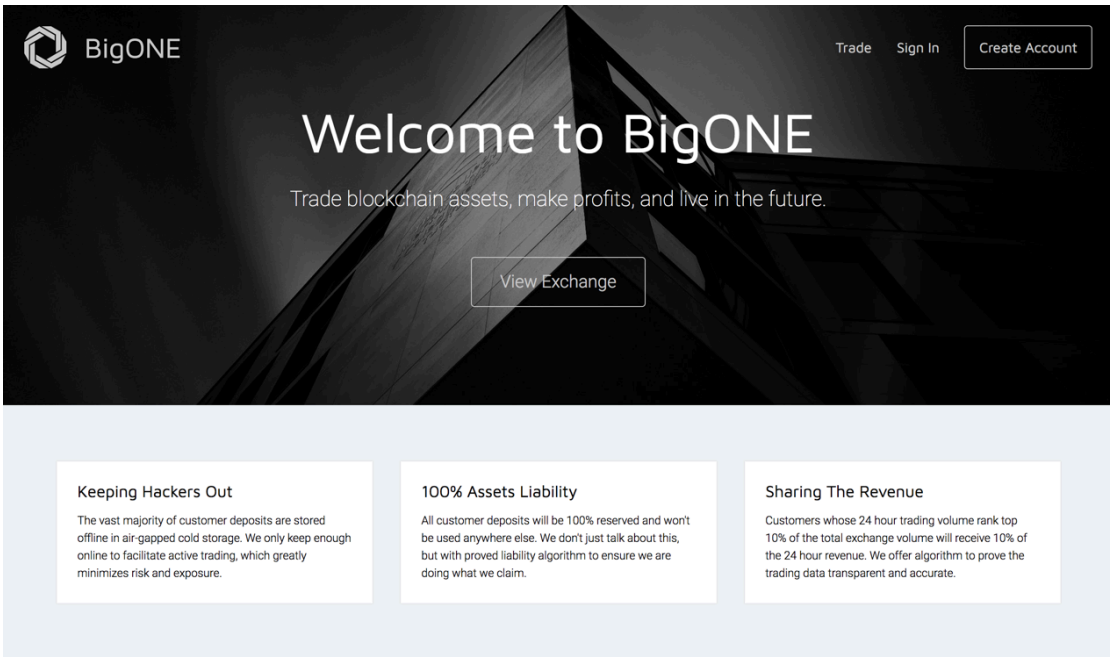 BigONE
Trade
Sign In
Create Account
Welcome to BigONE
Trade blockchain assets, make profits, and live in the future.
View Exchange
Keeping Hackers Out
The vast majority of customer deposits are stored
offline in air-gapped cold storage. We only keep enough
online to facilitate active trading, which greatly
minimizes risk and exposure.
100% Assets Liability
All customer deposits will be 100% reserved and won't
be used anywhere else. We don't just talk about this,
but with proved liability algorithm to ensure we are
doing what we claim.
Sharing The Revenue
Customers whose 24 hour trading volume rank top
10% of the total exchange volume will receive 10% of
the 24 hour revenue. We offer algorithm to prove the
trading data transparent and accurate.